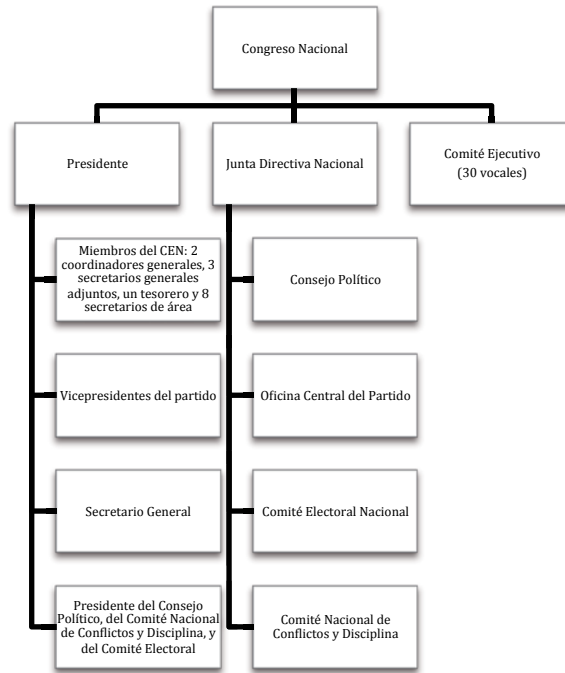 Congreso Nacional
Presidente
Junta Directiva Nacional
Comité Ejecutivo
(30 vocales)
Miembros del CEN: 2
coordinadores generales, 3
secretarios generales
adjuntos, un tesorero y 8
secretarios de área
Vicepresidentes del partido
Secretario General
Presidente del Consejo
Político, del Comité Nacional
de Conflictos y Disciplina, y
del Comité Electoral
Consejo Político
Oficina Central del Partido
Comité Electoral Nacional
Comité Nacional de
Conflictos y Disciplina